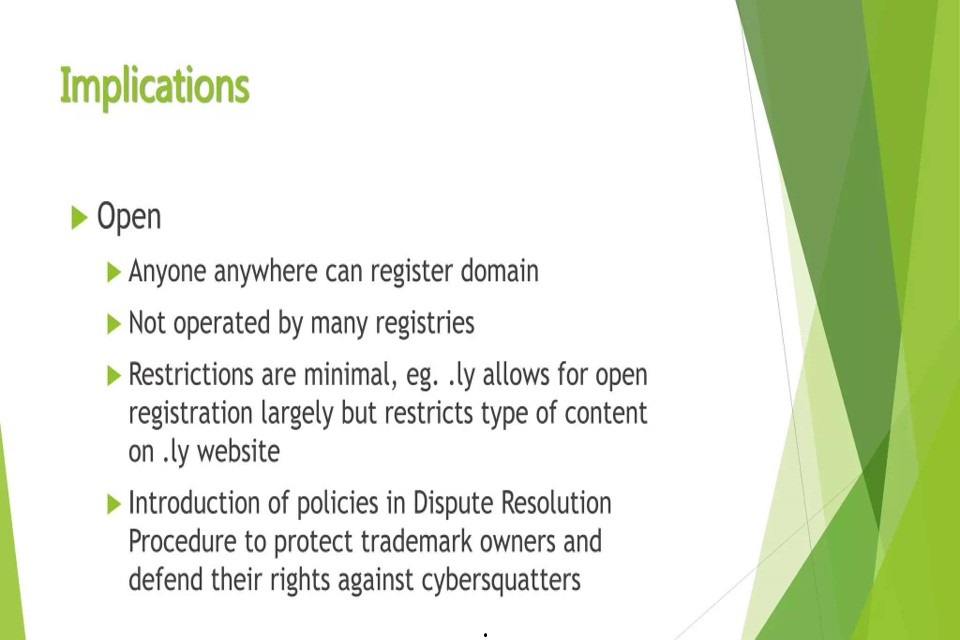 Implications
Open
Anyone anywhere can register domain
Not operated by many registries
Restrictions are minimal, eg. .ly allows for open
registration largely but restricts type of content
on .ly website
Introduction of policies in Dispute Resolution
Procedure to protect trademark owners and
defend their rights against cybersquatters
.